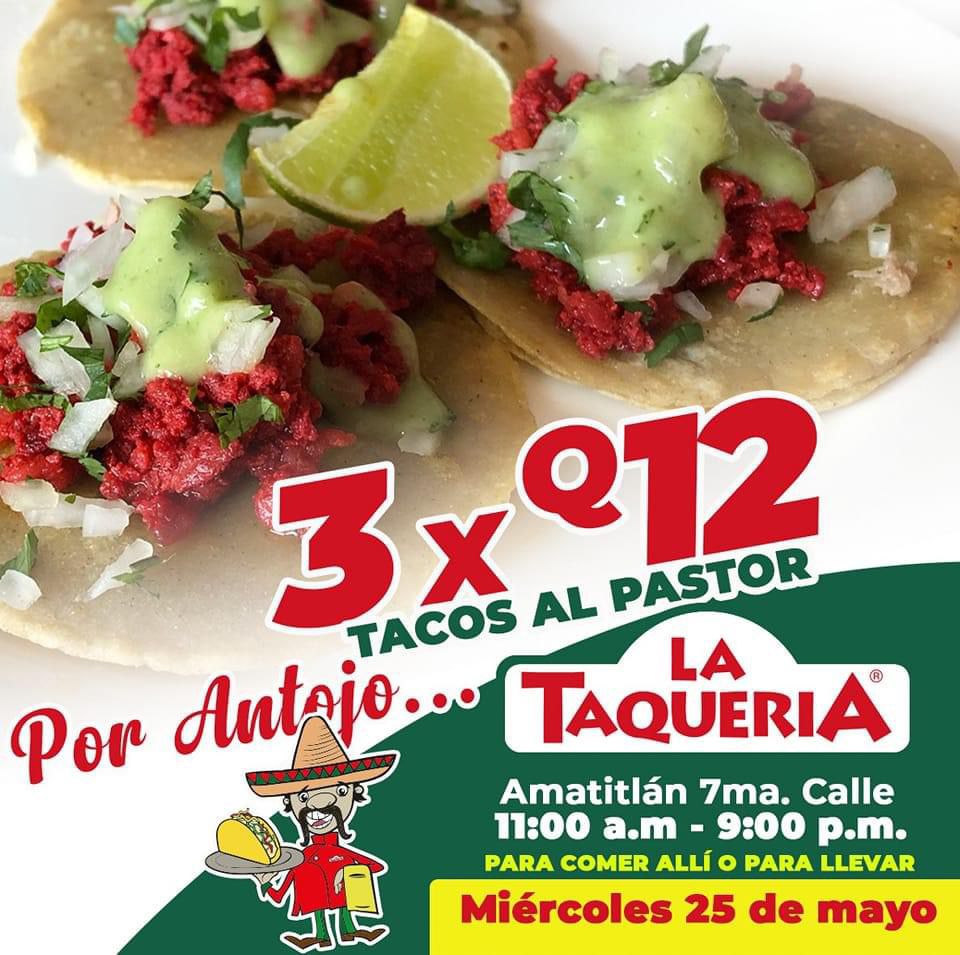 3 x Q12
TACOS AL PASTOR
Por Antojo...
LA
TAQUERIA®
Amatitlán 7ma. Calle
11:00 a.m - 9:00 p.m.
PARA COMER ALLÍ O PARA LLEVAR
Miércoles 25 de mayo